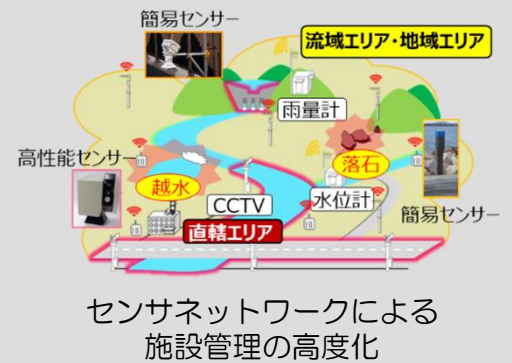 簡易センサー
流域エリア・地域エリア
雨量計
高性能センサー
落石
越水
CCTV
水位計
簡易センサー
直轄エリア
センサネットワークによる
施設管理の高度化